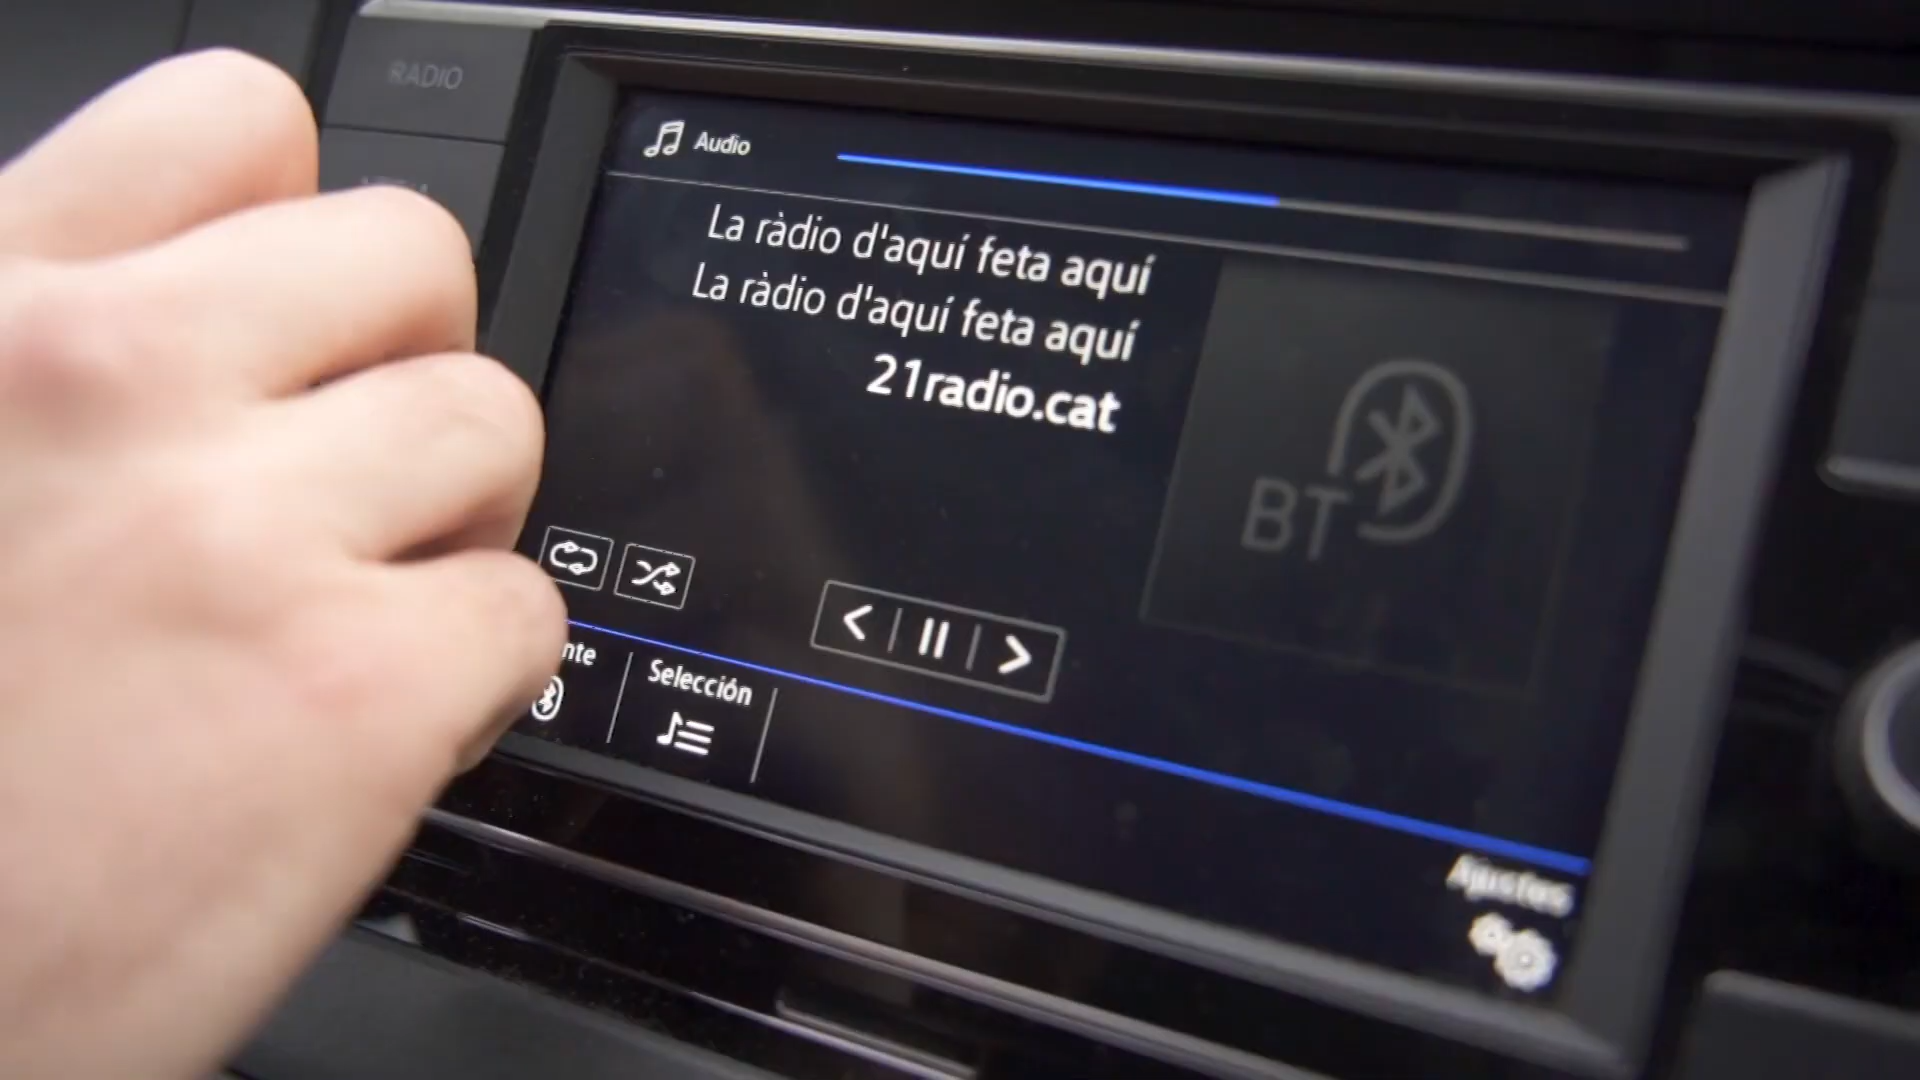 RADIO
Audio
La ràdio d'aquí feta aquí
La ràdio d'aquí feta aquí
21radio.cat
BT
nte
Selección
Ajustes